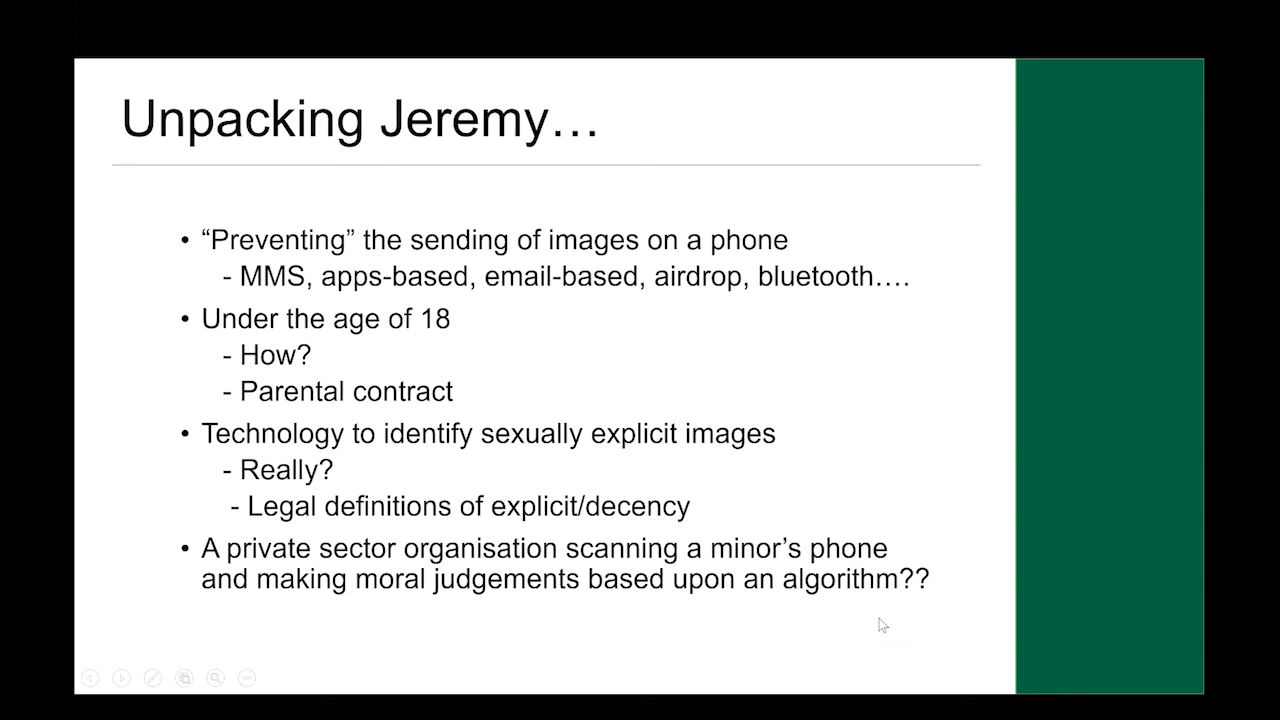 Unpacking Jeremy…
• “Preventing” the sending of images on a phone
- MMS, apps-based, email-based, airdrop, bluetooth….
• Under the age of 18
- How?
- Parental contract
• Technology to identify sexually explicit images
- Really?
- Legal definitions of explicit/decency
• A private sector organisation scanning a minor’s phone
and making moral judgements based upon an algorithm??